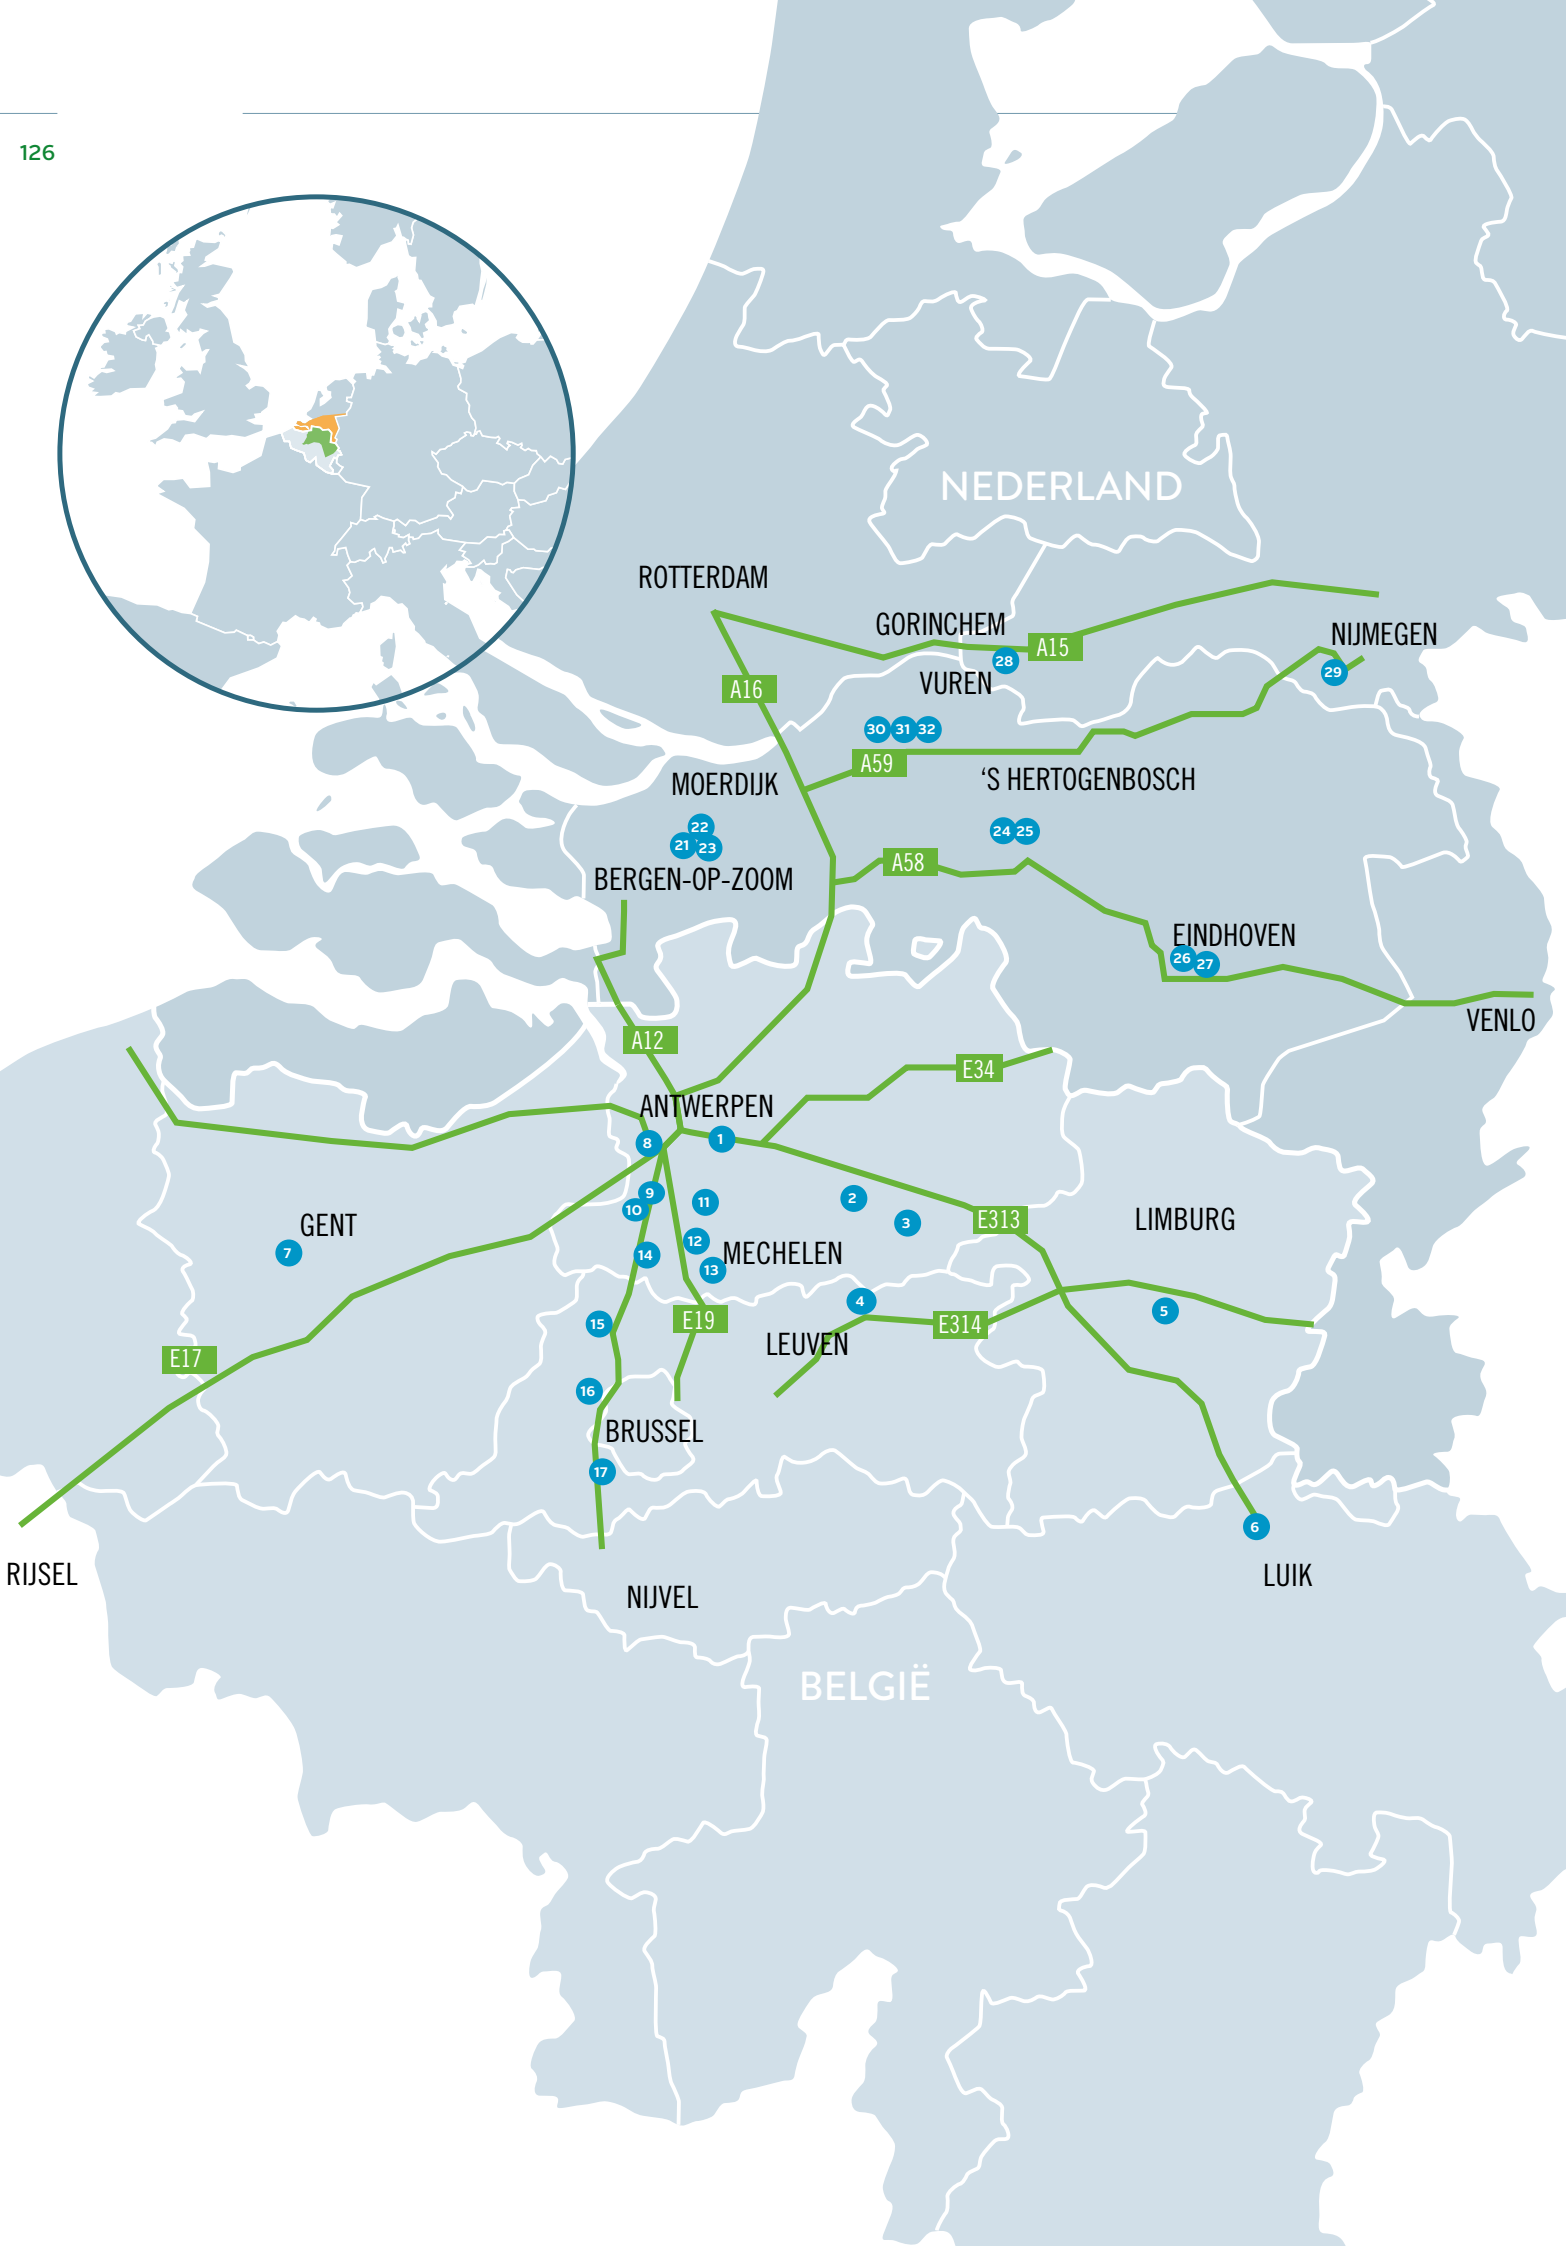 126
NEDERLAND
ROTTERDAM
GORINCHEM
NIJMEGEN
A15
28
29
VUREN
A16
30 31 32
A59
MOERDIJK
'S HERTOGENBOSCH
22
24 25
21 23
A58
BERGEN-OP-ZOOM
EINDHOVEN
26 27
VENLO
A12
E34
ANTWERPEN
8
1
9
2
10
11
3
E313
LIMBURG
GENT
7
12
14
MECHELEN
13
4
5
15
E19
E314
LEUVEN
E17
16
BRUSSEL
17
6
RIJSEL
LUIK
NIJVEL
BELGIË